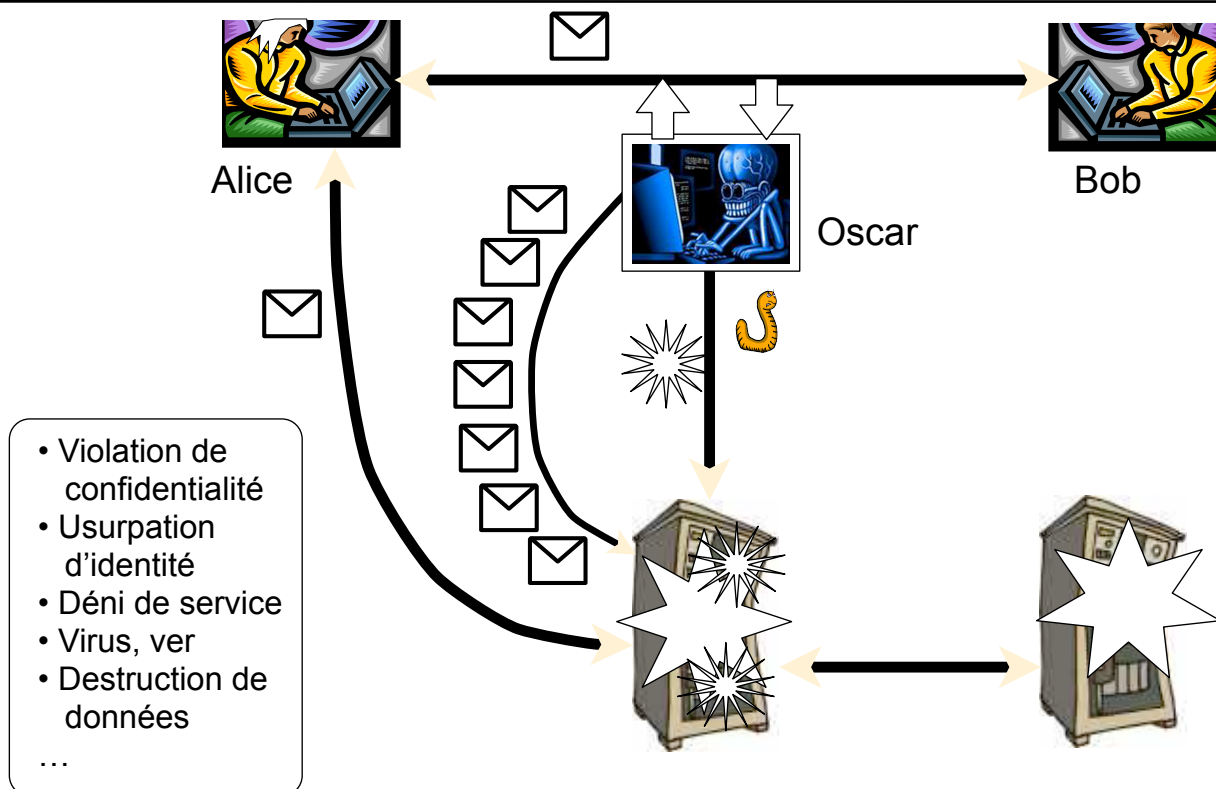 Alice
Bob
Oscar
• Violation de
confidentialité
• Usurpation
d’identité
• Déni de service
• Virus, ver
• Destruction de
données
…